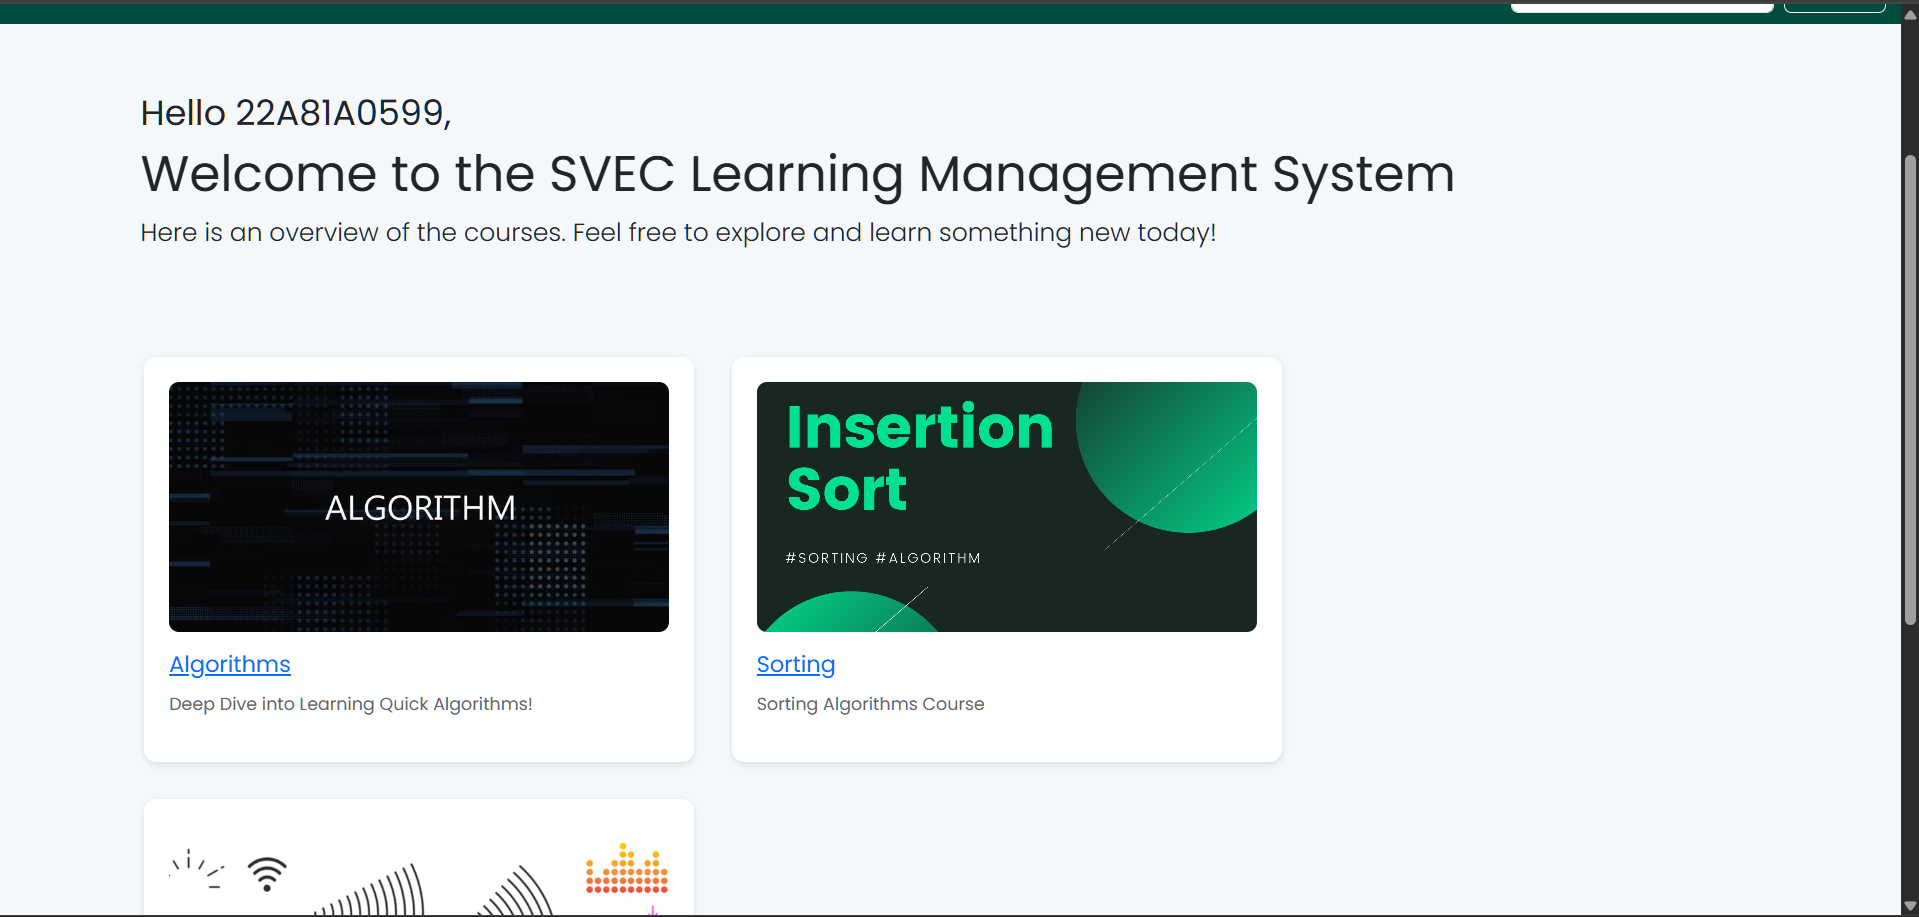 Hello 22A81A0599,
Welcome to the SVEC Learning Management System
Here is an overview of the courses. Feel free to explore and learn something new today!
ALGORITHM
Algorithms
Deep Dive into Learning Quick Algorithms!
Insertion
Sort
#SORTING #ALGORITHM
Sorting
Sorting Algorithms Course